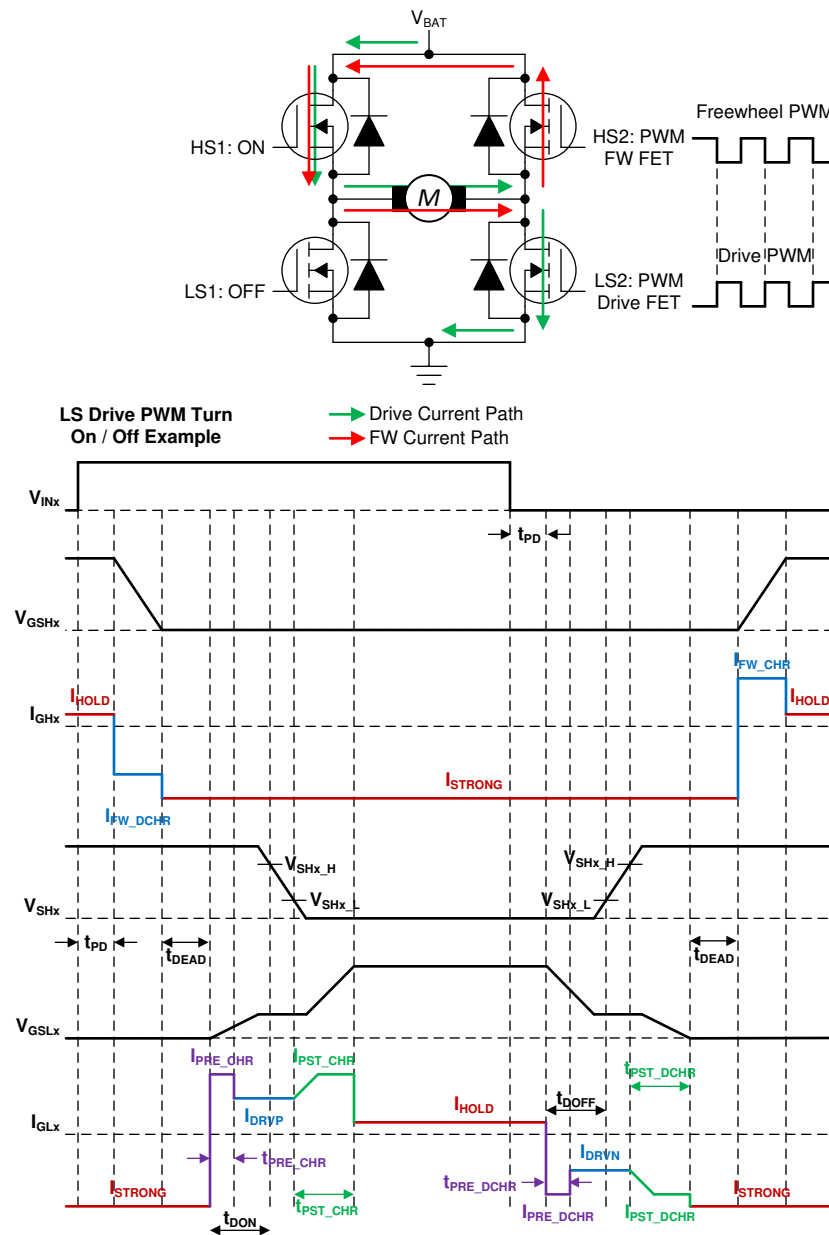 VBAT
Freewheel PWM
HS1: ON
HS2: PWM
FW FET
M
Drive PWM
LS1: OFF
LS2: PWM
Drive FET
LS Drive PWM Turn
On / Off Example
Drive Current Path
FW Current Path
VINx
tPD
VGSHx
IFW_CHR
IHOLD
IHOLD
IGHx
ISTRONG
IFW_DCHR
VSHx_H
VSHx_H
VSHx_L
VSHx_L
VSHx
tPD
tDEAD
tDEAD
VGSLx
IPRE_CHR
IPST_CHR
tPST_DCHR
IDRVP
IHOLD
tDOFF
IGLx
tPRE_CHR
IDRVN
tPRE_DCHR
ISTRONG
tPST_CHR
IPRE_DCHR
IPST_DCHR
ISTRONG
tDON